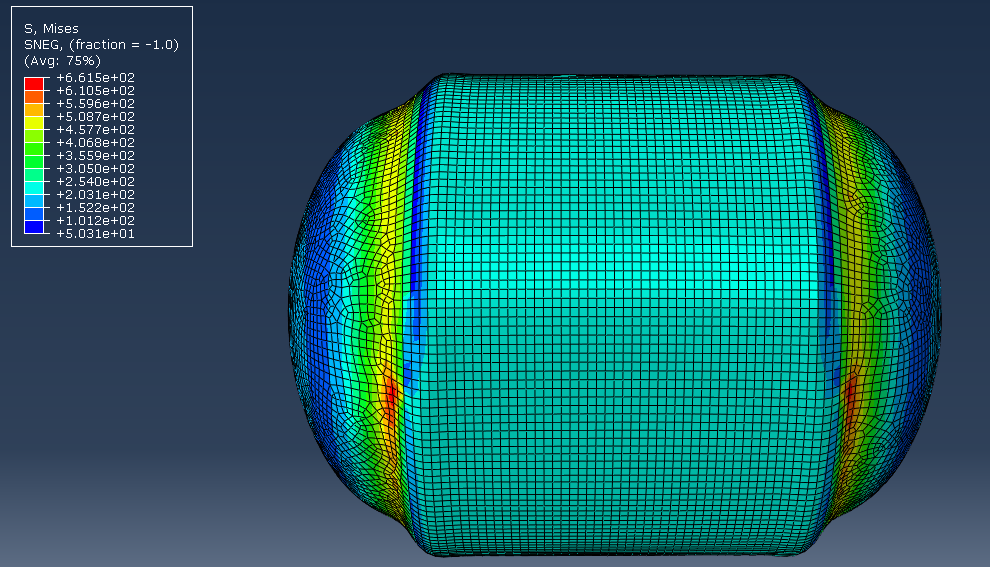 S, Mises
SNEG, (fraction = -1.0)
(Avg: 75%)
+6.615e+02
+6.105e+02
+5.596e+02
+5.087e+02
+4.577e+02
+4.068e+02
+3.559e+02
+3.050e+02
+2.540e+02
+2.031e+02
+1.522e+02
+1.012e+02
+5.031e+01